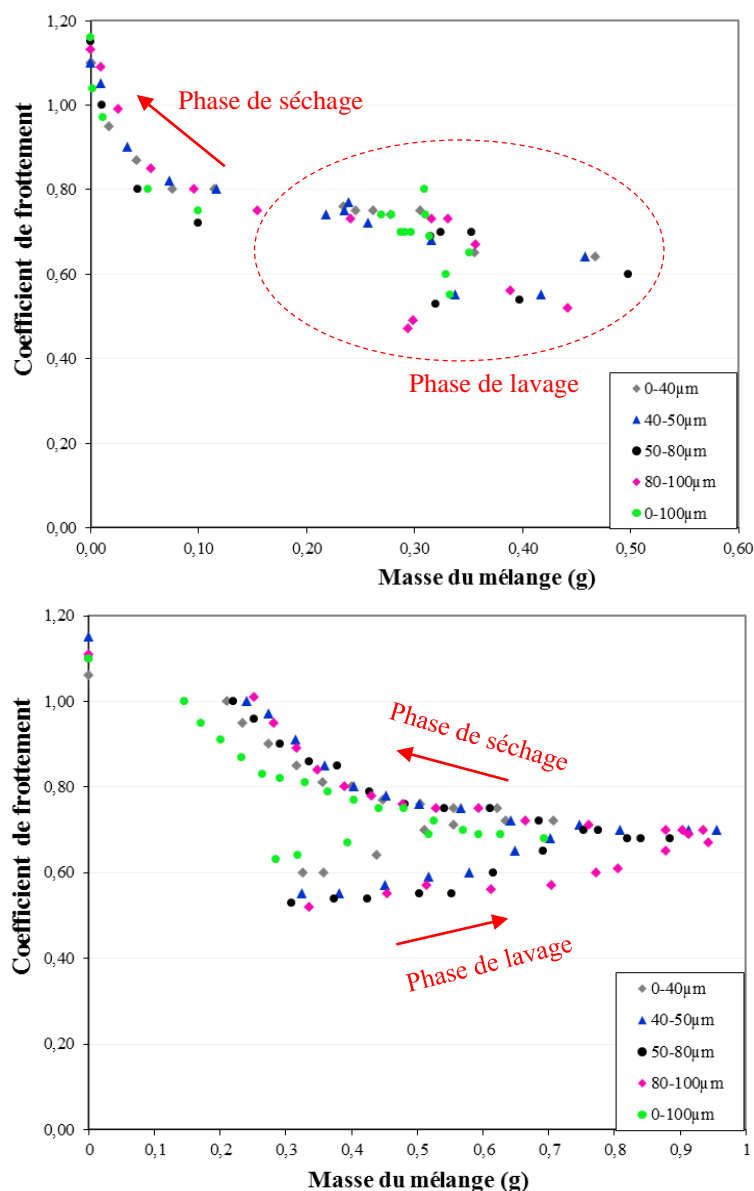 1,20
1,00
0,80
0,60
0,40
0,20
0,00
Coefficient de frottement
Phase de séchage
Phase de lavage
0-40µm
40-50µm
50-80µm
80-100µm
0-100µm
0,00 0,10 0,20 0,30 0,40 0,50 0,60
Masse du mélange (g)
1,20
1,00
0,80
0,60
0,40
0,20
0,00
Coefficient de frottement
Phase de séchage
Phase de lavage
0-40µm
40-50µm
50-80µm
80-100µm
0-100µm
0 0,1 0,2 0,3 0,4 0,5 0,6 0,7 0,8 0,9 1
Masse du mélange (g)